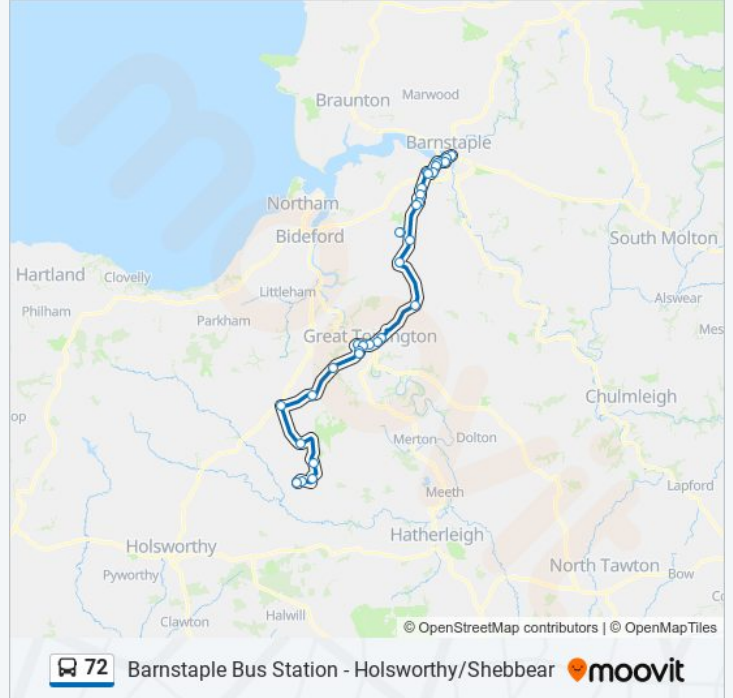 Braunton
Marwood
Barnstaple
Northam
Bideford
South Molton
Hartland
Clovelly
Littleham
Alswear
Philham
Parkham
Great Torrington
Mes
Chulmleigh
op
Merton
Dolton
Lapford
Meeth
Hatherleigh
Holsworthy
North Tawton
Bow
Pyworthy
Clawton
Halwill
© OpenStreetMap contributors | © OpenMapTiles
72
Barnstaple Bus Station - Holsworthy/Shebbear
moovit